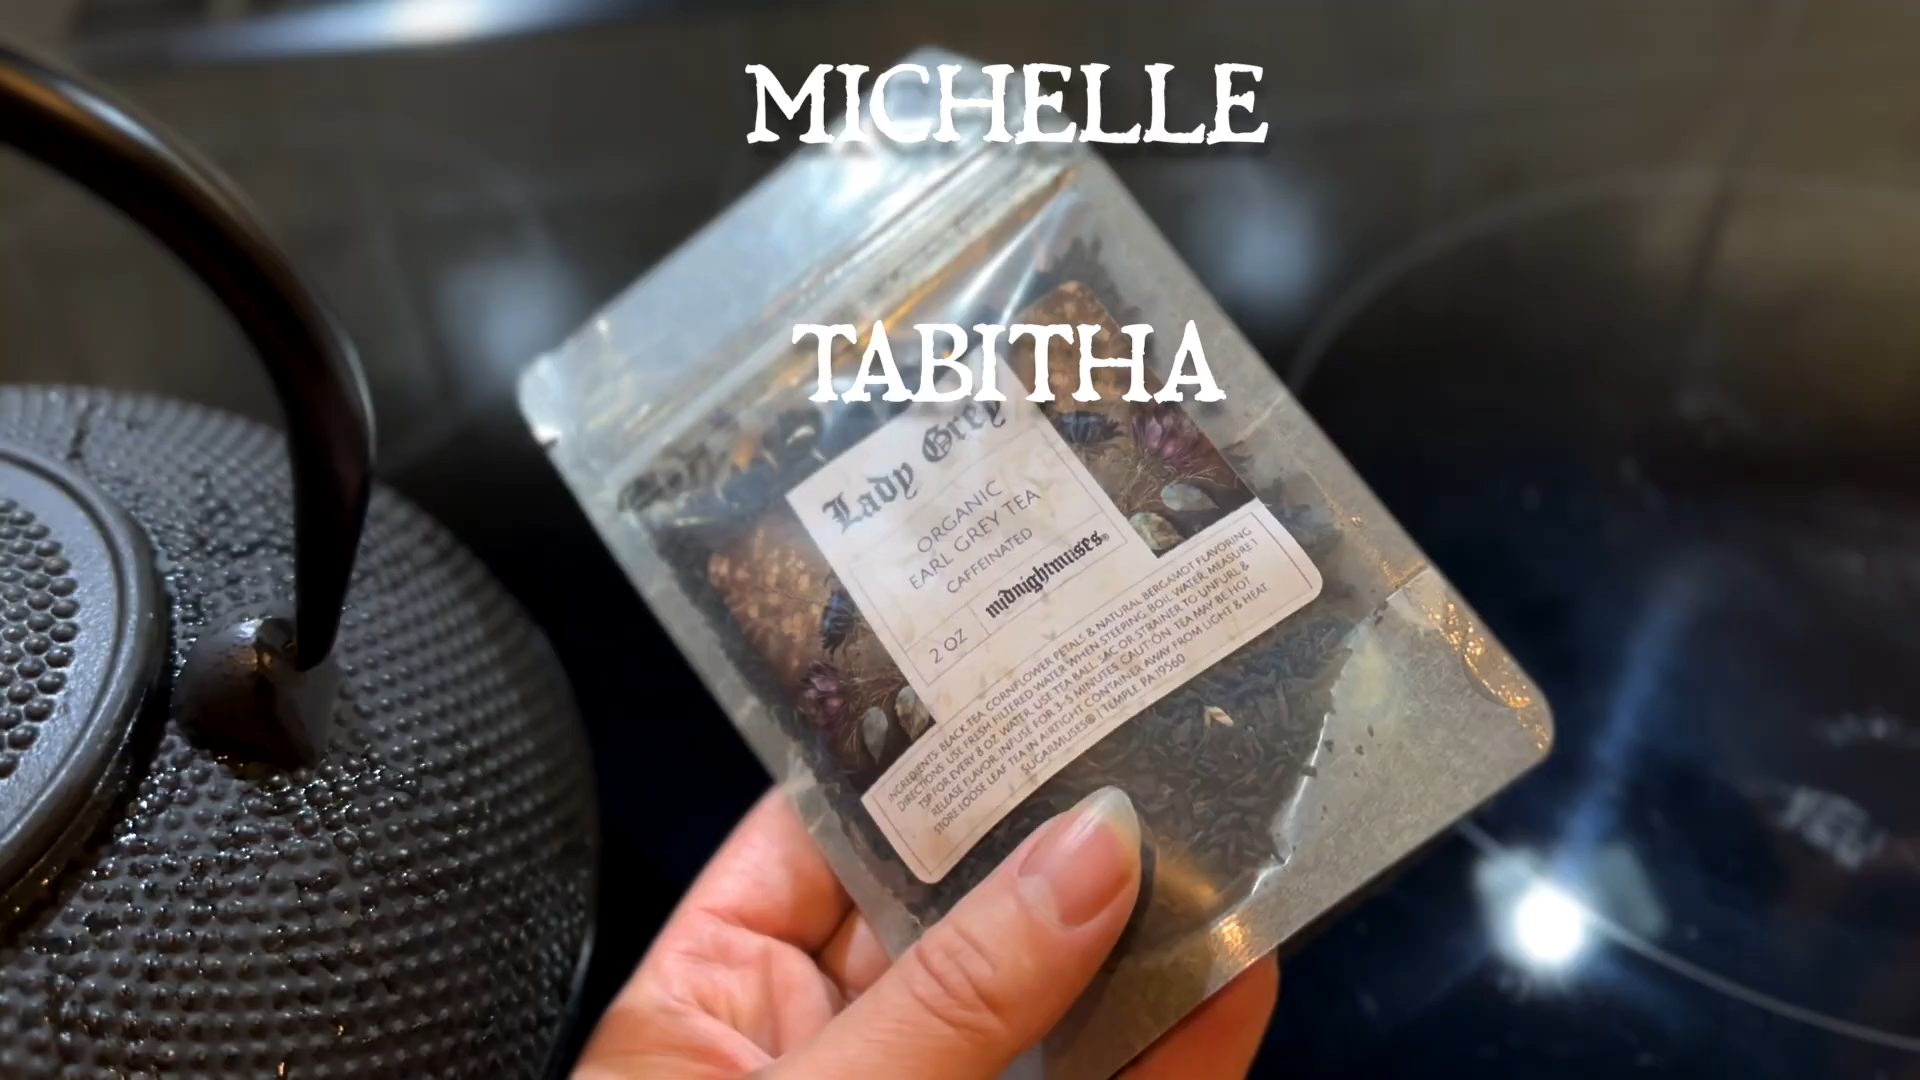 MICHELLE
TABITHA
Lady Grey
ORGANIC
EARL GREY TEA
CAFFEINATED
2 OZ
midnightmuses®
INGREDIENTS: BLACK TEA, CORNFLOWER PETALS & NATURAL BERGAMOT FLAVORING
DIRECTIONS: USE FRESH FILTERED WATER WHEN STEEPING. BOIL WATER. MEASURE 1
TSP FOR EVERY 8 OZ WATER. USE TEA BALL, SAC OR STRAINER TO UNFURL &
RELEASE FLAVOR. INFUSE FOR 3-5 MINUTES. CAUTION: TEA MAY BE HOT
STORE LOOSE LEAF TEA IN AIRTIGHT CONTAINER AWAY FROM LIGHT & HEAT
SUGARMUSES® | TEMPLE, PA 19560